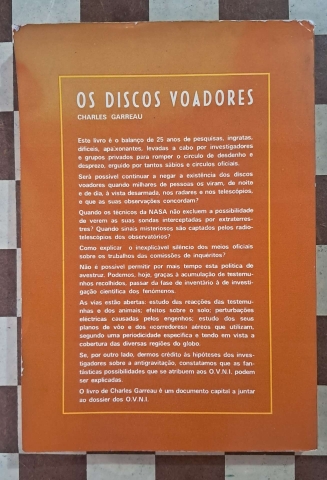 OS DISCOS VOADORES
CHARLES GARREAU
Este livro é o balanço de 25 anos de pesquisas, ingratas,
difíceis, apaixonantes, levadas a cabo por investigadores
e grupos privados para romper o circulo de desdenho e
desprezo, erguido por tantos sábios e círculos oficiais.
Será possível continuar a negar a existência dos discos
voadores quando milhares de pessoas os viram, de noite
e de dia, à vista desarmada, nos radares e nos telescópios,
e que as suas observações concordam?
Quando os técnicos da NASA não excluem a possibilidade
de verem as suas sondas interceptadas por extraterres-
tres? Quando sinais misteriosos são captados pelos radio-
telescópios dos observatórios?
Como explicar o inexplicável silêncio dos meios oficiais
sobre os trabalhos das comissões de inquéritos?
Não é possível permitir por mais tempo esta política de
avestruz. Podemos, hoje, graças à acumulação de testemu-
nhos recolhidos, passar da fase de inventário à de investi-
gação científica dos fenómenos.
As vias estão abertas: estudo das reacções das testemu-
nhas e dos animais; efeitos sobre o solo; perturbações
eléctricas causadas pelos engenhos; estudo dos seus
planos de vôo e dos «corredores» aéreos que utilizam,
segundo uma periodicidade específica e tendo em vista a
cobertura das diversas regiões do globo.
Se, por outro lado, dermos crédito às hipóteses dos inves-
tigadores sobre a antigravitação, constatamos que as fan-
tásticas possibilidades que se atribuem aos O.V.N.I. podem
ser explicadas.
O livro de Charles Garreau é um documento capital a juntar
ao dossier dos O.V.N.I.